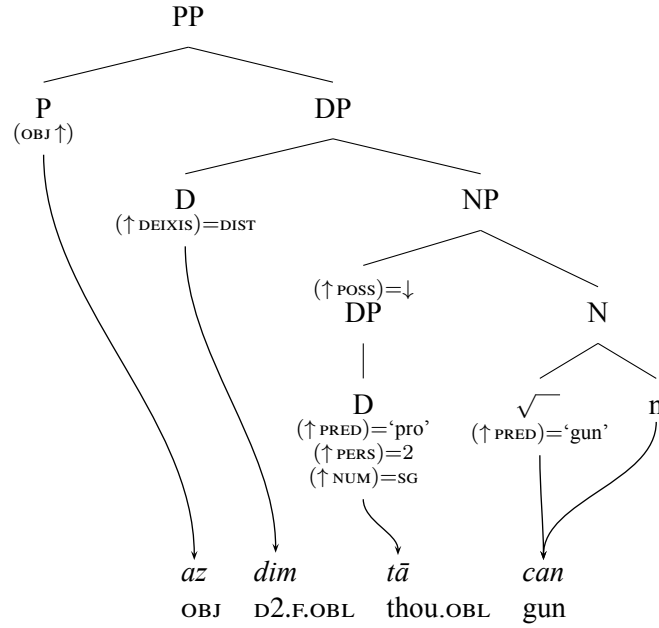 PP
P DP
(OBJ ↑)
D NP
(↑ DEIXIS)=DIST
(↑ POSS)=↓
DP N
D √ n
(↑ PRED)=‘pro’ (↑ PRED)=‘gun’
(↑ PERS)=2
(↑ NUM)=SG
az dim tā can
OBJ D2.F.OBL thou.OBL gun